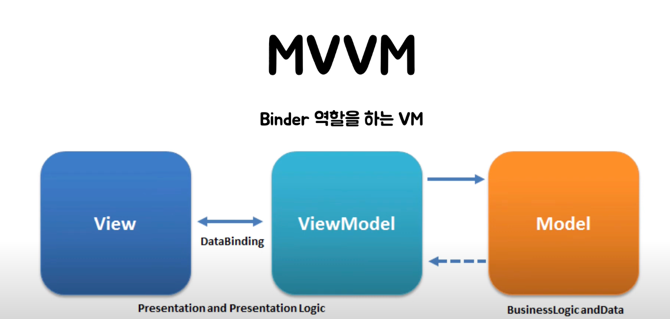 MVVM
Binder 역할을 하는 VM
View
ViewModel
Model
DataBinding
Presentation and Presentation Logic
BusinessLogic andData